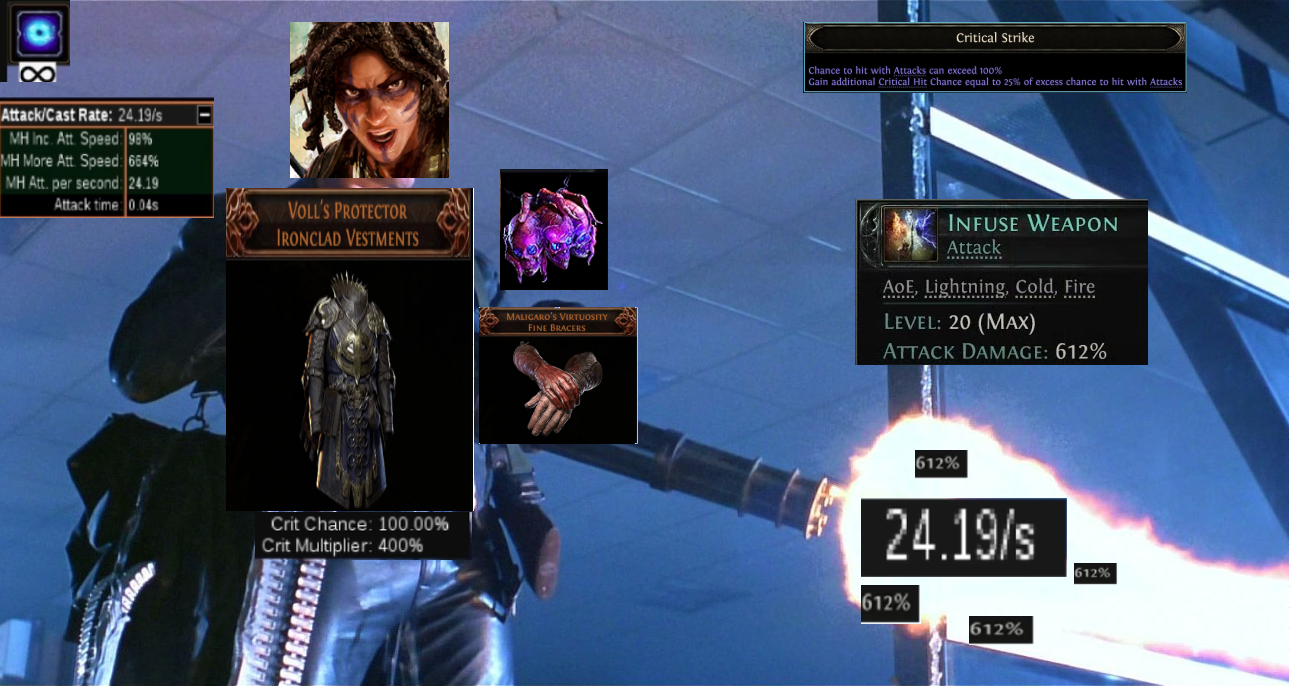 ∞
Attack/Cast Rate: 24.19/s
MH Inc. Att. Speed: 98%
MH More Att. Speed: 664%
MH Att. per second: 24.19
Attack time: 0.04s
VOLL'S PROTECTOR
IRONCLAD VESTMENTS
Crit Chance: 100.00%
Crit Multiplier: 400%
MALIGARO'S VIRTUOSITY
FINE BRACERS
Critical Strike
Chance to hit with Attacks can exceed 100%
Gain additional Critical Hit Chance equal to 25% of excess chance to hit with Attacks
INFUSE WEAPON
Attack
AoE, Lightning, Cold, Fire
LEVEL: 20 (MAX)
ATTACK DAMAGE: 612%
612%
24.19/s
612%
612%
612%